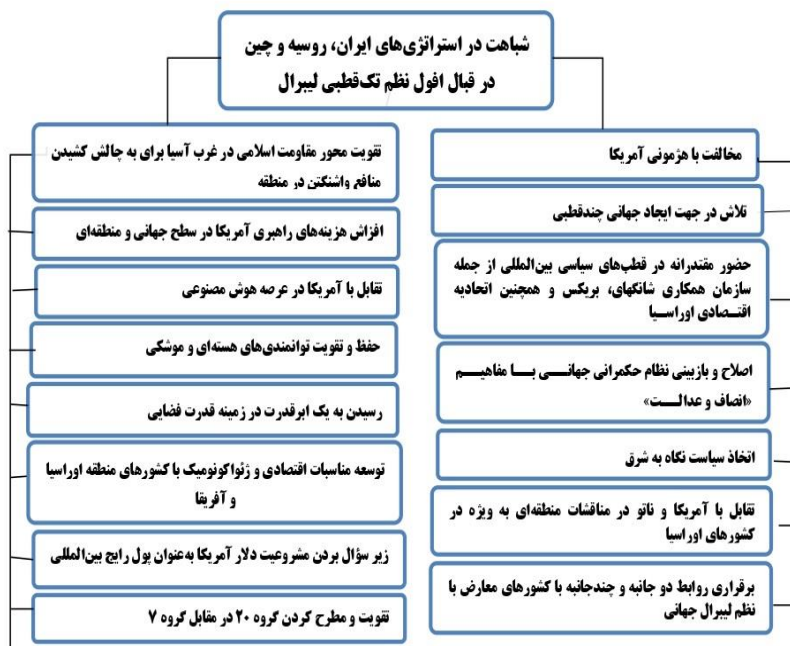 شباهت در استراتژی‌های ایران، روسیه و چین
در قبال افول نظم تک‌قطبی لیبرال
مخالفت با هژمونی آمریکا
تلاش در جهت ایجاد جهانی چندقطبی
حضور مقتدرانه در قطب‌های سیاسی بین‌المللی از جمله
سازمان همکاری شانگهای، بریکس و همچنین اتحادیه
اقتصادی اوراسیا
اصلاح و بازبینی نظام حکمرانی جهانی با مفاهیم
«انصاف و عدالت»
اتخاذ سیاست نگاه به شرق
تقابل با آمریکا و ناتو در مناقشات منطقه‌ای به ویژه در
کشورهای اوراسیا
برقراری روابط دو جانبه و چندجانبه با کشورهای معارض با
نظم لیبرال جهانی
تقویت محور مقاومت اسلامی در غرب آسیا برای به چالش کشیدن
منافع واشنگتن در منطقه
افزاش هزینه‌های راهبری آمریکا در سطح جهانی و منطقه‌ای
تقابل با آمریکا در عرصه هوش مصنوعی
حفظ و تقویت توانمندی‌های هسته‌ای و موشکی
رسیدن به یک ابرقدرت در زمینه قدرت فضایی
توسعه مناسبات اقتصادی و ژئواکونومیک با کشورهای منطقه اوراسیا
و آفریقا
زیر سؤال بردن مشروعیت دلار آمریکا به‌عنوان پول رایج بین‌المللی
تقویت و مطرح کردن گروه ۲۰ در مقابل گروه ۷